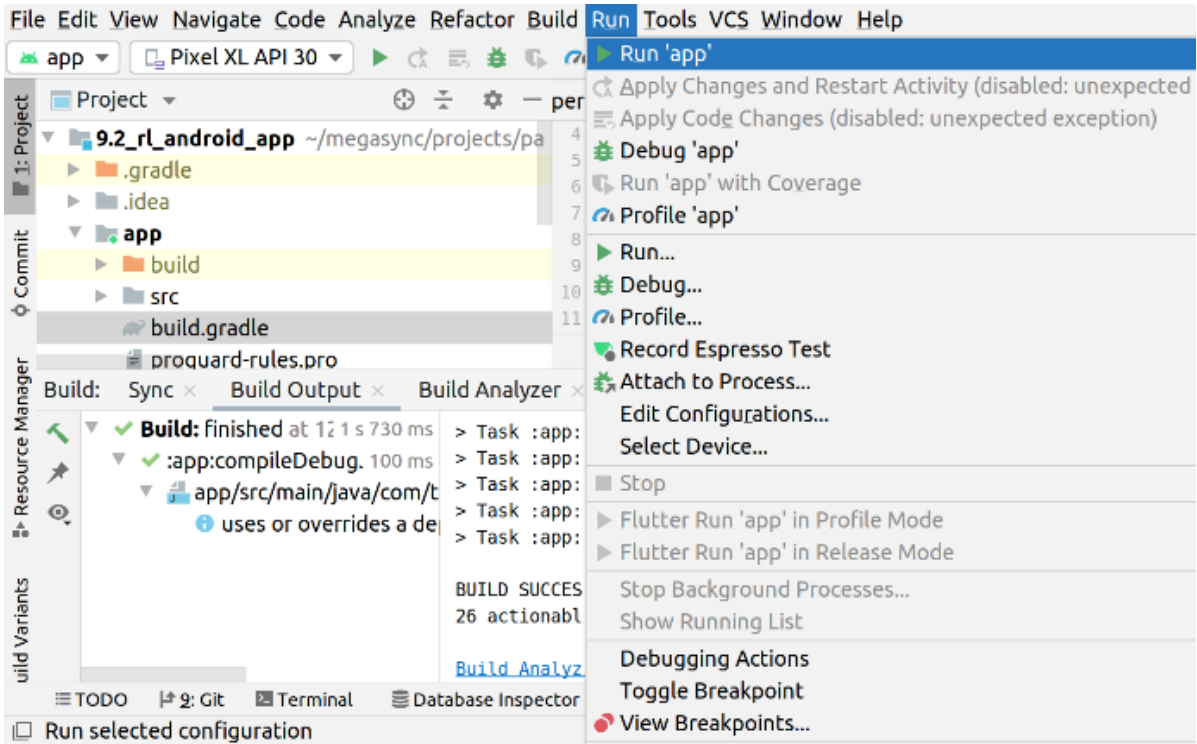 File Edit View Navigate Code Analyze Refactor Build Run Tools VCS Window Help
app Pixel XL API 30
Project
per
1: Project
Commit
Resource Manager
uild Variants
9.2_rl_android_app ~/megasync/projects/pa
.gradle
.idea
app
build
src
build.gradle
proguard-rules.pro
4
5
6
7
8
9
10
11
Build: Sync Build Output Build Analyzer
Build: finished at 12 1 s 730 ms
:app:compileDebug. 100 ms
app/src/main/java/com/t
uses or overrides a de
> Task :app:
> Task :app:
> Task :app:
> Task :app:
> Task :app:
BUILD SUCCES
26 actionabl
Build Analyz
TODO 9: Git Terminal Database Inspector
Run selected configuration
Run 'app'
Apply Changes and Restart Activity (disabled: unexpected
Apply Code Changes (disabled: unexpected exception)
Debug 'app'
Run 'app' with Coverage
Profile 'app'
Run...
Debug...
Profile...
Record Espresso Test
Attach to Process...
Edit Configurations...
Select Device...
Stop
Flutter Run 'app' in Profile Mode
Flutter Run 'app' in Release Mode
Stop Background Processes...
Show Running List
Debugging Actions
Toggle Breakpoint
View Breakpoints...